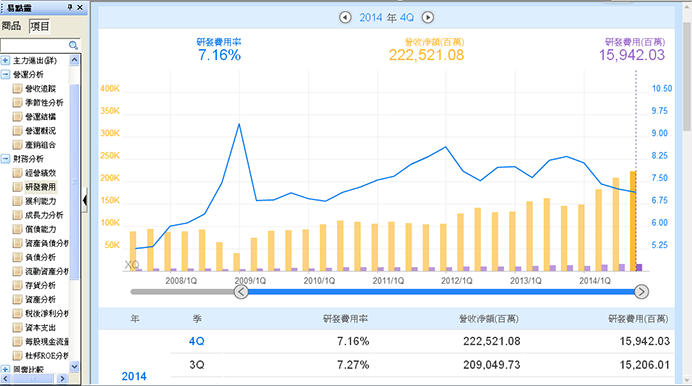 易點靈
商品 項目
主力進出(詳)
營運分析
營收追蹤
季節性分析
營運結構
營運概況
產銷組合
財務分析
經營績效
研發費用
獲利能力
成長力分析
償債能力
資產負債分析
負債分析
流動資產分析
存貨分析
資產分析
稅後淨利分析
資本支出
每股現金流量
杜邦ROE分析
同業比較
2014 年 4Q
研發費用率 營收淨額(百萬) 研發費用(百萬)
7.16% 222,521.08 15,942.03
400K 10.50
350K 9.75
300K 9.00
250K 8.25
200K 7.50
150K 6.75
100K 6.00
50K 5.25
XQ
2008/1Q 2009/1Q 2010/1Q 2011/1Q 2012/1Q 2013/1Q 2014/1Q
年 季 研發費用率 營收淨額(百萬) 研發費用(百萬)
4Q 7.16% 222,521.08 15,942.03
3Q 7.27% 209,049.73 15,206.01
2014